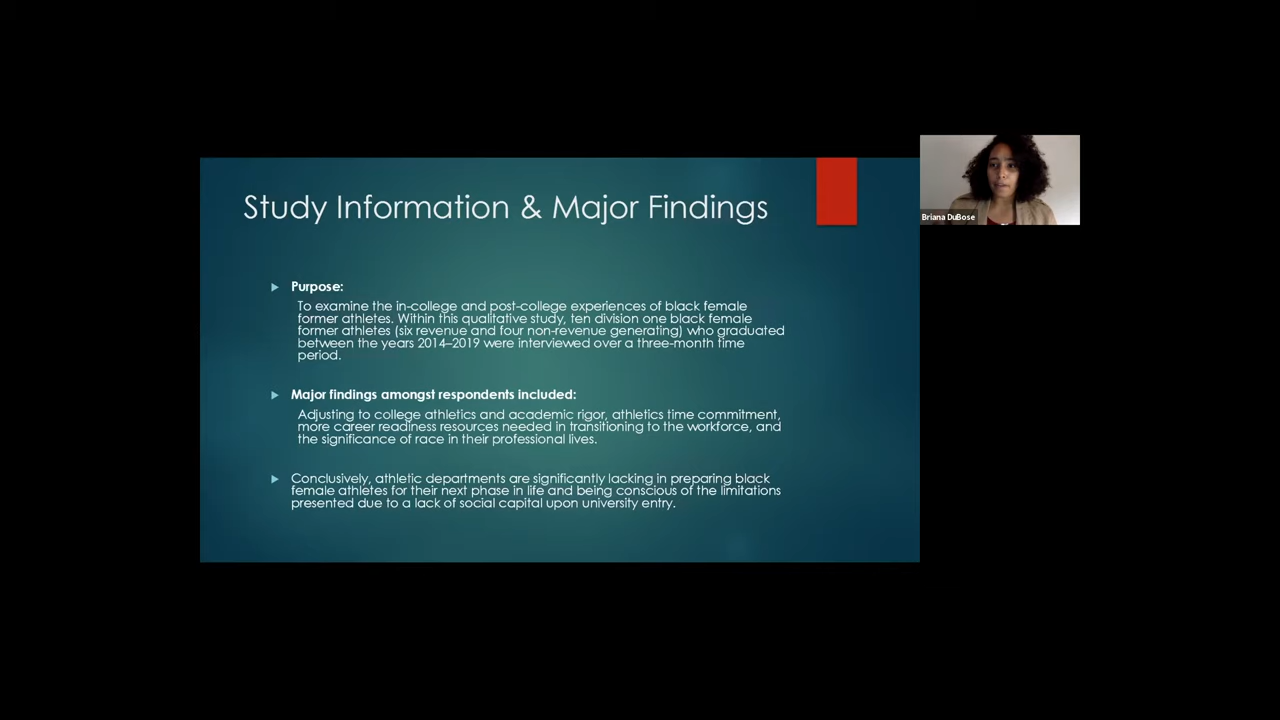 Study Information & Major Findings
Purpose:
To examine the in-college and post-college experiences of black female
former athletes. Within this qualitative study, ten division one black female
former athletes (six revenue and four non-revenue generating) who graduated
between the years 2014–2019 were interviewed over a three-month time
period.
Major findings amongst respondents included:
Adjusting to college athletics and academic rigor, athletics time commitment,
more career readiness resources needed in transitioning to the workforce, and
the significance of race in their professional lives.
Conclusively, athletic departments are significantly lacking in preparing black
female athletes for their next phase in life and being conscious of the limitations
presented due to a lack of social capital upon university entry.
Briana DuBose